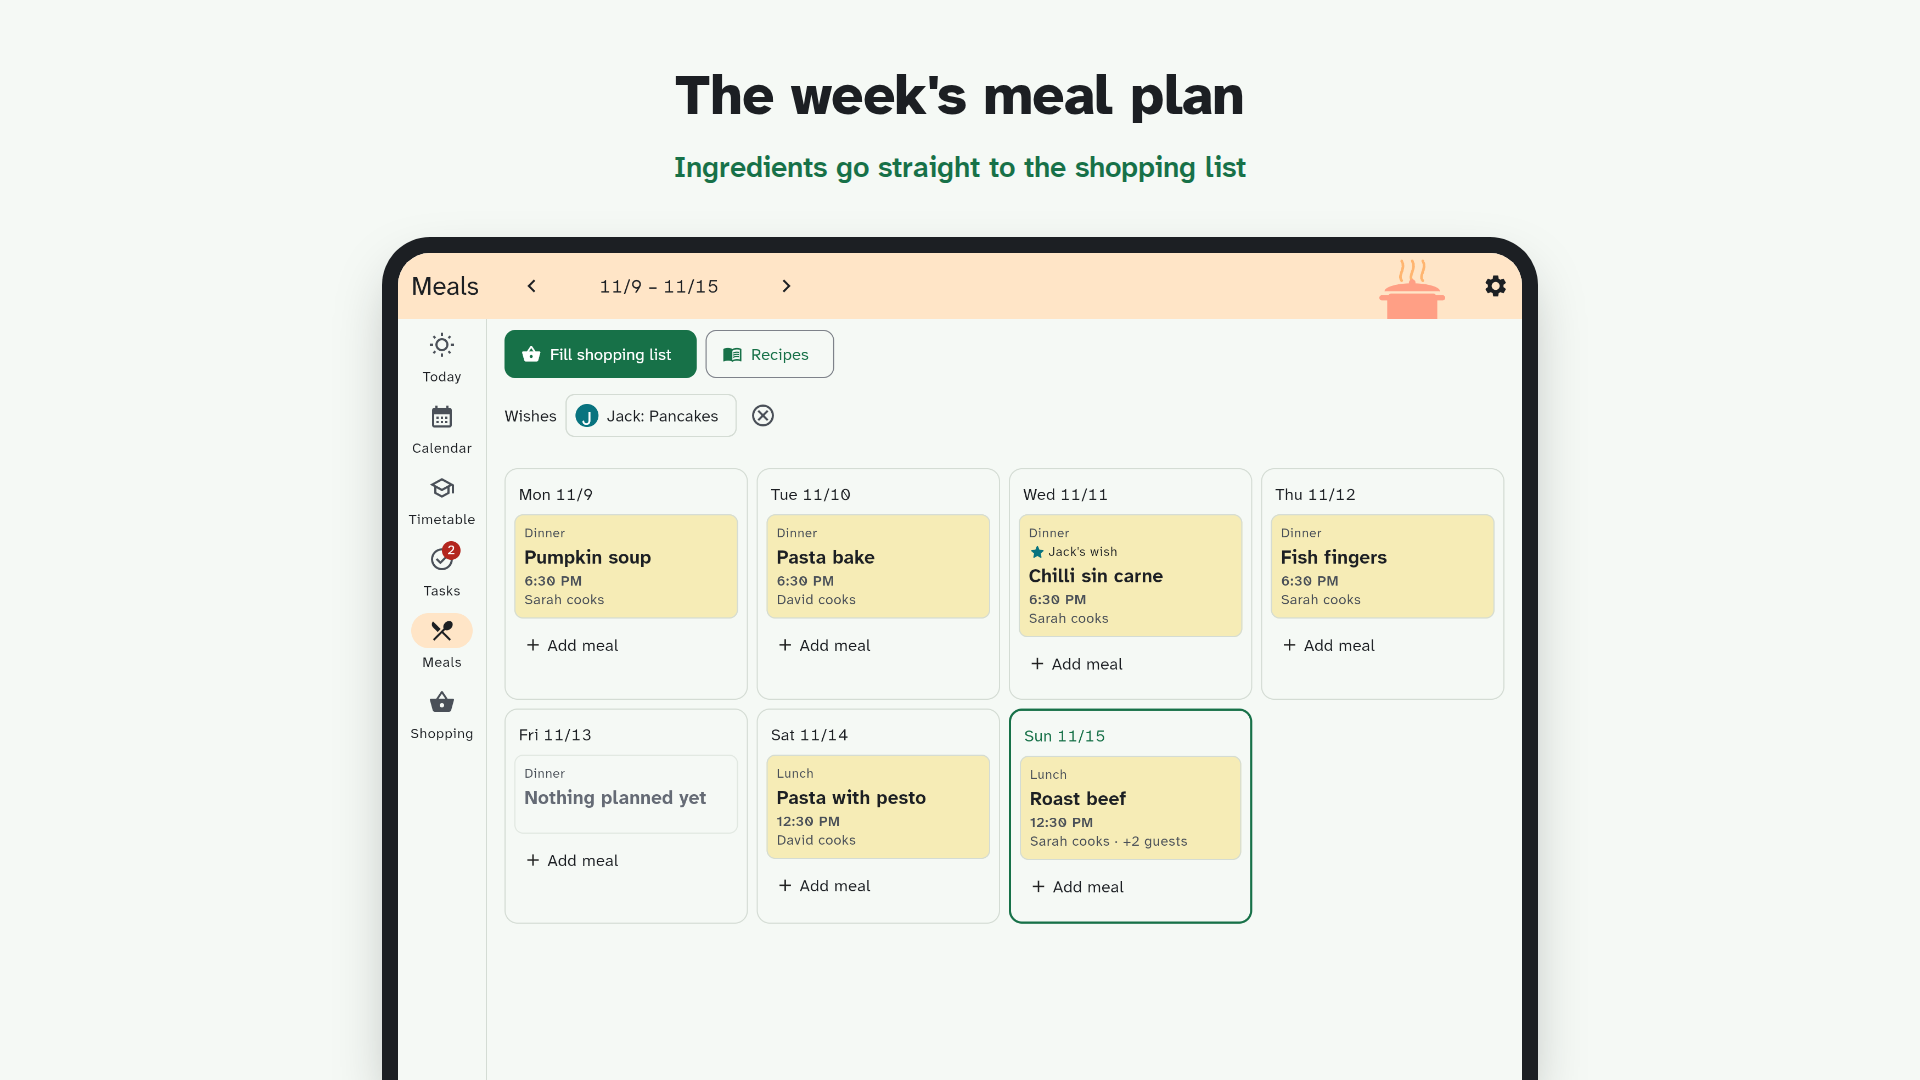 The week's meal plan
Ingredients go straight to the shopping list
Meals
11/9 – 11/15
Today
Calendar
Timetable
2
Tasks
Meals
Shopping
Fill shopping list
Recipes
Wishes
J
Jack: Pancakes
Mon 11/9
Dinner
Pumpkin soup
6:30 PM
Sarah cooks
Add meal
Tue 11/10
Dinner
Pasta bake
6:30 PM
David cooks
Add meal
Wed 11/11
Dinner
Jack's wish
Chilli sin carne
6:30 PM
Sarah cooks
Add meal
Thu 11/12
Dinner
Fish fingers
6:30 PM
Sarah cooks
Add meal
Fri 11/13
Dinner
Nothing planned yet
Add meal
Sat 11/14
Lunch
Pasta with pesto
12:30 PM
David cooks
Add meal
Sun 11/15
Lunch
Roast beef
12:30 PM
Sarah cooks · +2 guests
Add meal